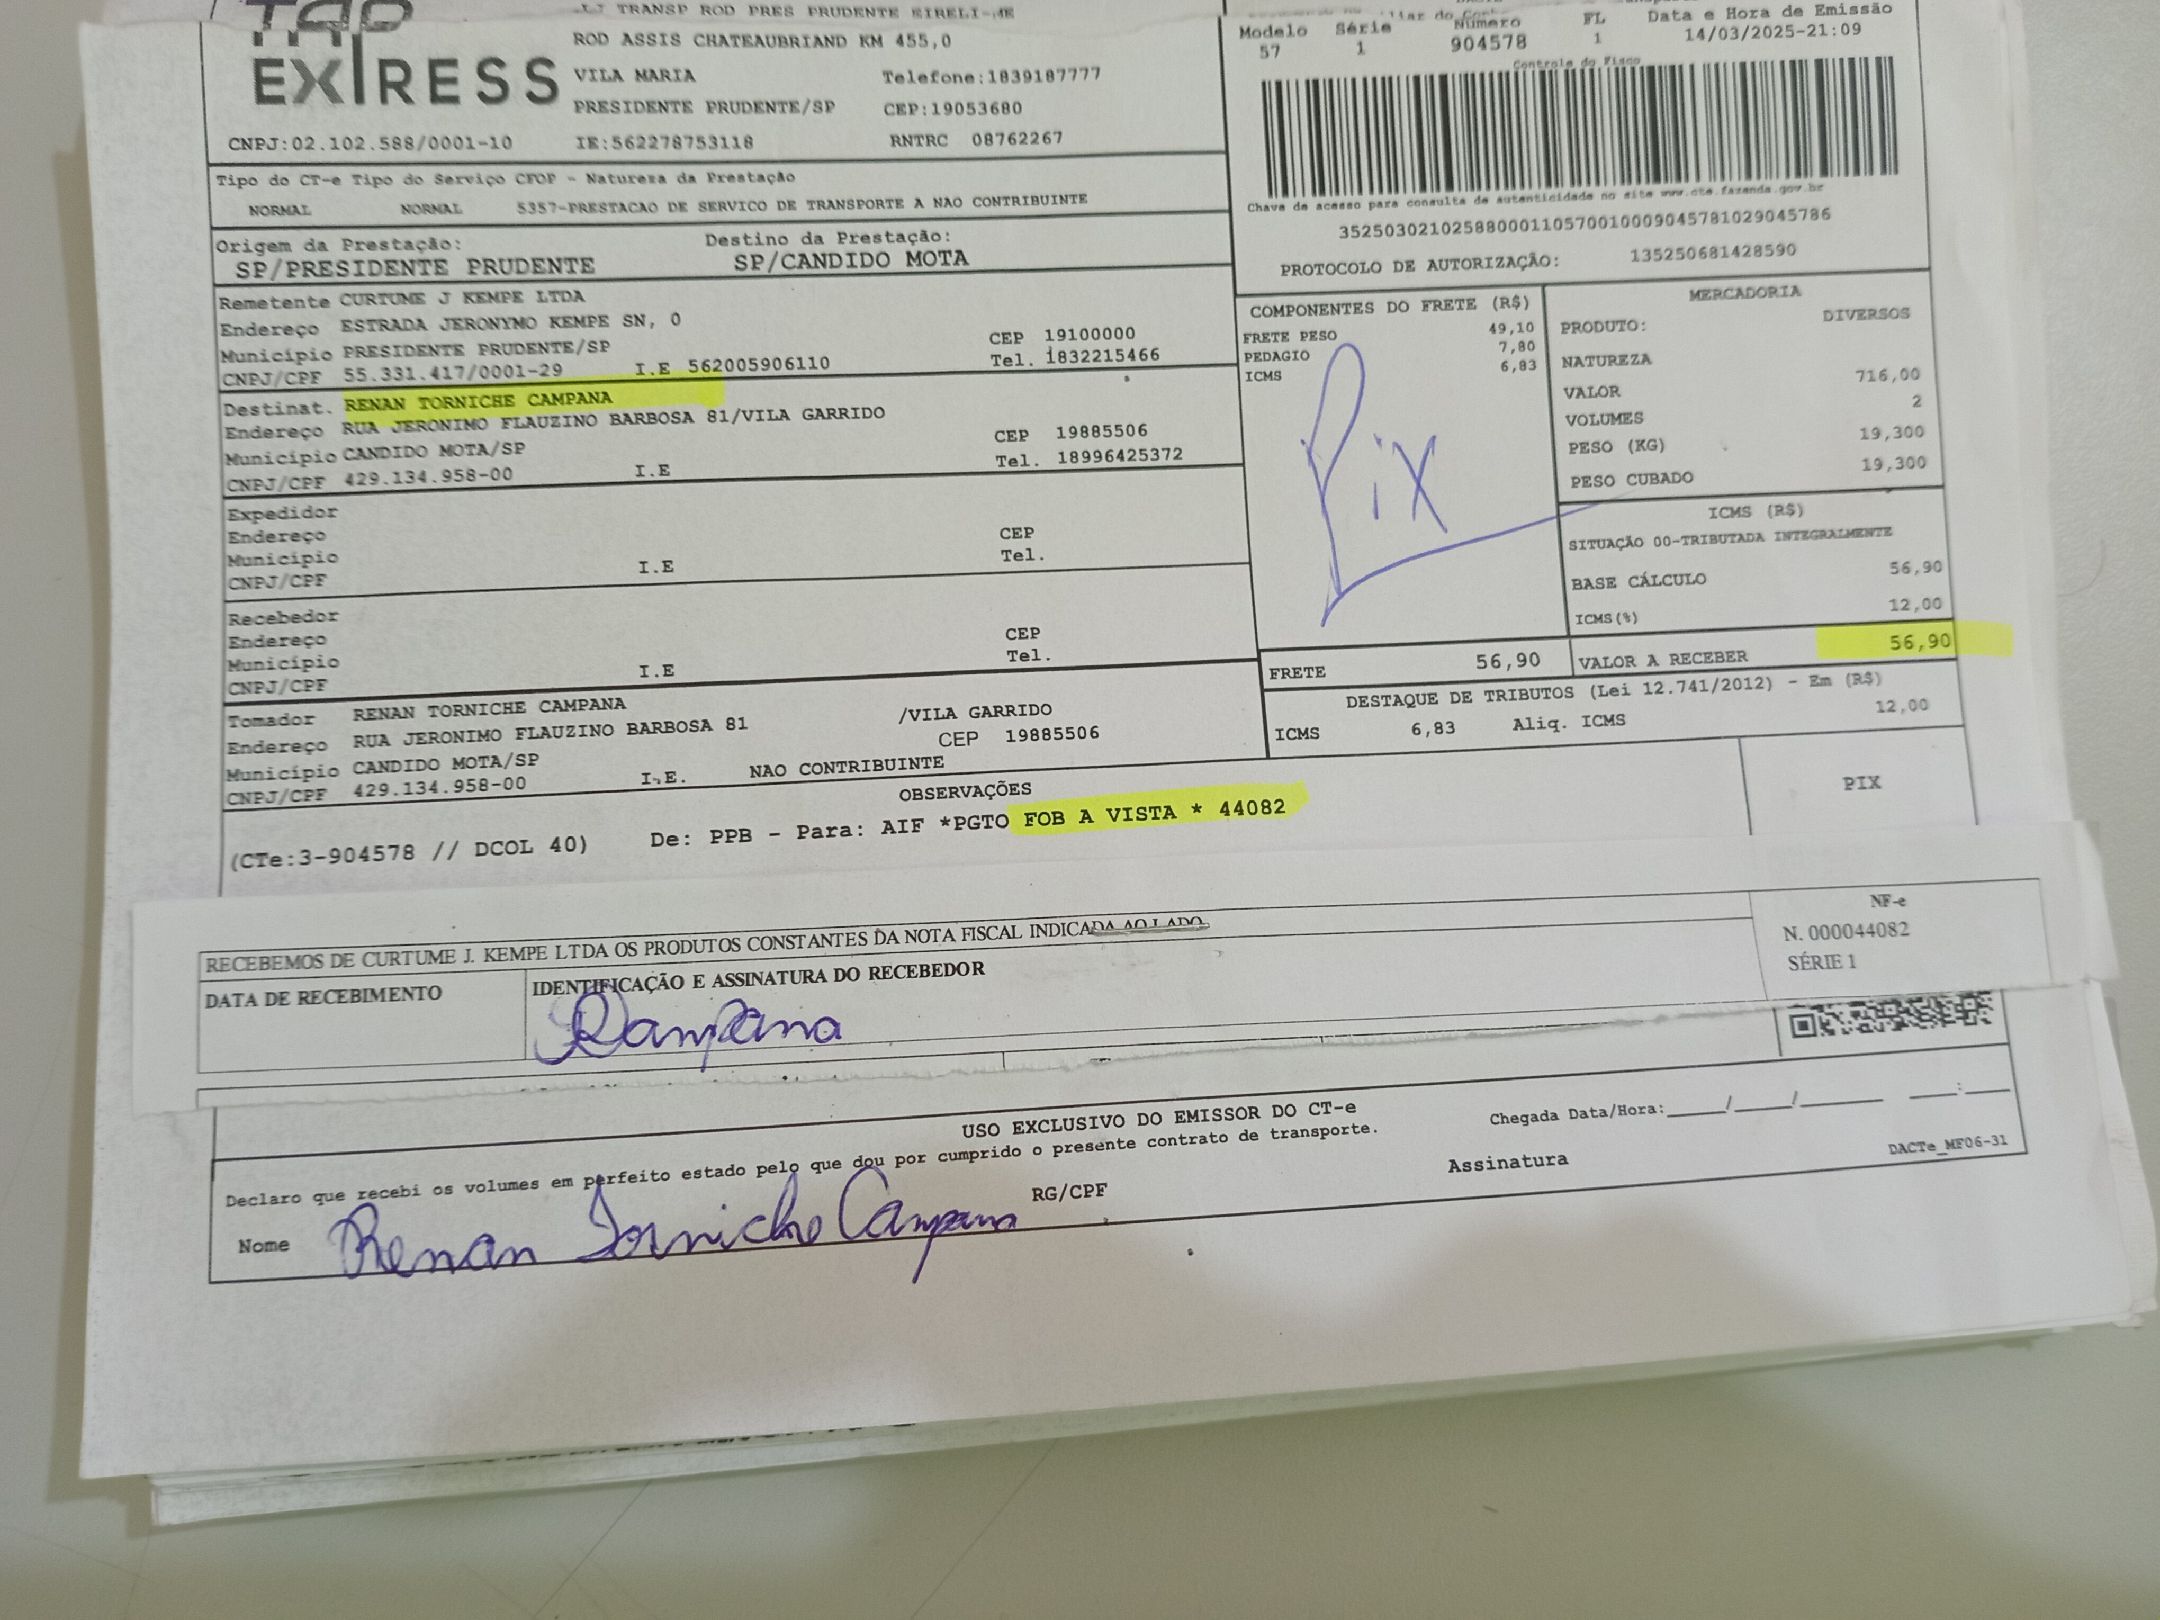 TAP
EXPRESS
TRANSP ROD PRES PRUDENTE EIRELI-ME
ROD ASSIS CHATEAUBRIAND KM 455,0
VILA MARIA Telefone:1839187777
PRESIDENTE PRUDENTE/SP CEP:19053680
CNPJ:02.102.588/0001-10 IE:562278753118 RNTRC 08762267
Modelo Série Número FL Data e Hora de Emissão
57 1 904578 1 14/03/2025-21:09
Controle do Fisco
Chave de acesso para consulta de autenticidade no site www.cte.fazenda.gov.br
35250302102588000110570010009045781029045786
PROTOCOLO DE AUTORIZAÇÃO: 135250681428590
Tipo do CT-e Tipo do Serviço CFOP - Natureza da Prestação
NORMAL NORMAL 5357-PRESTACAO DE SERVICO DE TRANSPORTE A NAO CONTRIBUINTE
Origem da Prestação: Destino da Prestação:
SP/PRESIDENTE PRUDENTE SP/CANDIDO MOTA
Remetente CURTUME J KEMPE LTDA
Endereço ESTRADA JERONYMO KEMPE SN, 0
Município PRESIDENTE PRUDENTE/SP CEP 19100000
CNPJ/CPF 55.331.417/0001-29 I.E 562005906110 Tel. 1832215466
Destinat. RENAN TORNICHE CAMPANA
Endereço RUA JERONIMO FLAUZINO BARBOSA 81/VILA GARRIDO
Município CANDIDO MOTA/SP CEP 19885506
CNPJ/CPF 429.134.958-00 I.E Tel. 18996425372
Expedidor
Endereço
Município CEP
CNPJ/CPF I.E Tel.
Recebedor
Endereço
Município CEP
CNPJ/CPF I.E Tel.
Tomador RENAN TORNICHE CAMPANA
Endereço RUA JERONIMO FLAUZINO BARBOSA 81 /VILA GARRIDO
Município CANDIDO MOTA/SP CEP 19885506
CNPJ/CPF 429.134.958-00 I.E. NAO CONTRIBUINTE
COMPONENTES DO FRETE (R$)
FRETE PESO 49,10
PEDAGIO 7,80
ICMS 6,83
Pix
MERCADORIA
PRODUTO: DIVERSOS
NATUREZA
VALOR 716,00
VOLUMES 2
PESO (KG) 19,300
PESO CUBADO 19,300
ICMS (R$)
SITUAÇÃO 00-TRIBUTADA INTEGRALMENTE
BASE CÁLCULO 56,90
ICMS(%) 12,00
FRETE 56,90 VALOR A RECEBER 56,90
DESTAQUE DE TRIBUTOS (Lei 12.741/2012) - Em (R$)
ICMS 6,83 Aliq. ICMS 12,00
OBSERVAÇÕES
(CTe:3-904578 // DCOL 40) De: PPB - Para: AIF *PGTO FOB A VISTA * 44082
PIX
RECEBEMOS DE CURTUME J. KEMPE LTDA OS PRODUTOS CONSTANTES DA NOTA FISCAL INDICADA AO LADO
DATA DE RECEBIMENTO IDENTIFICAÇÃO E ASSINATURA DO RECEBEDOR
NF-e
N. 000044082
SÉRIE 1
USO EXCLUSIVO DO EMISSOR DO CT-e
Declaro que recebi os volumes em perfeito estado pelo que dou por cumprido o presente contrato de transporte.
Chegada Data/Hora:____/____/______ ___:___
Nome Renan Torniche Campana RG/CPF Assinatura
DACTe_MF06-31